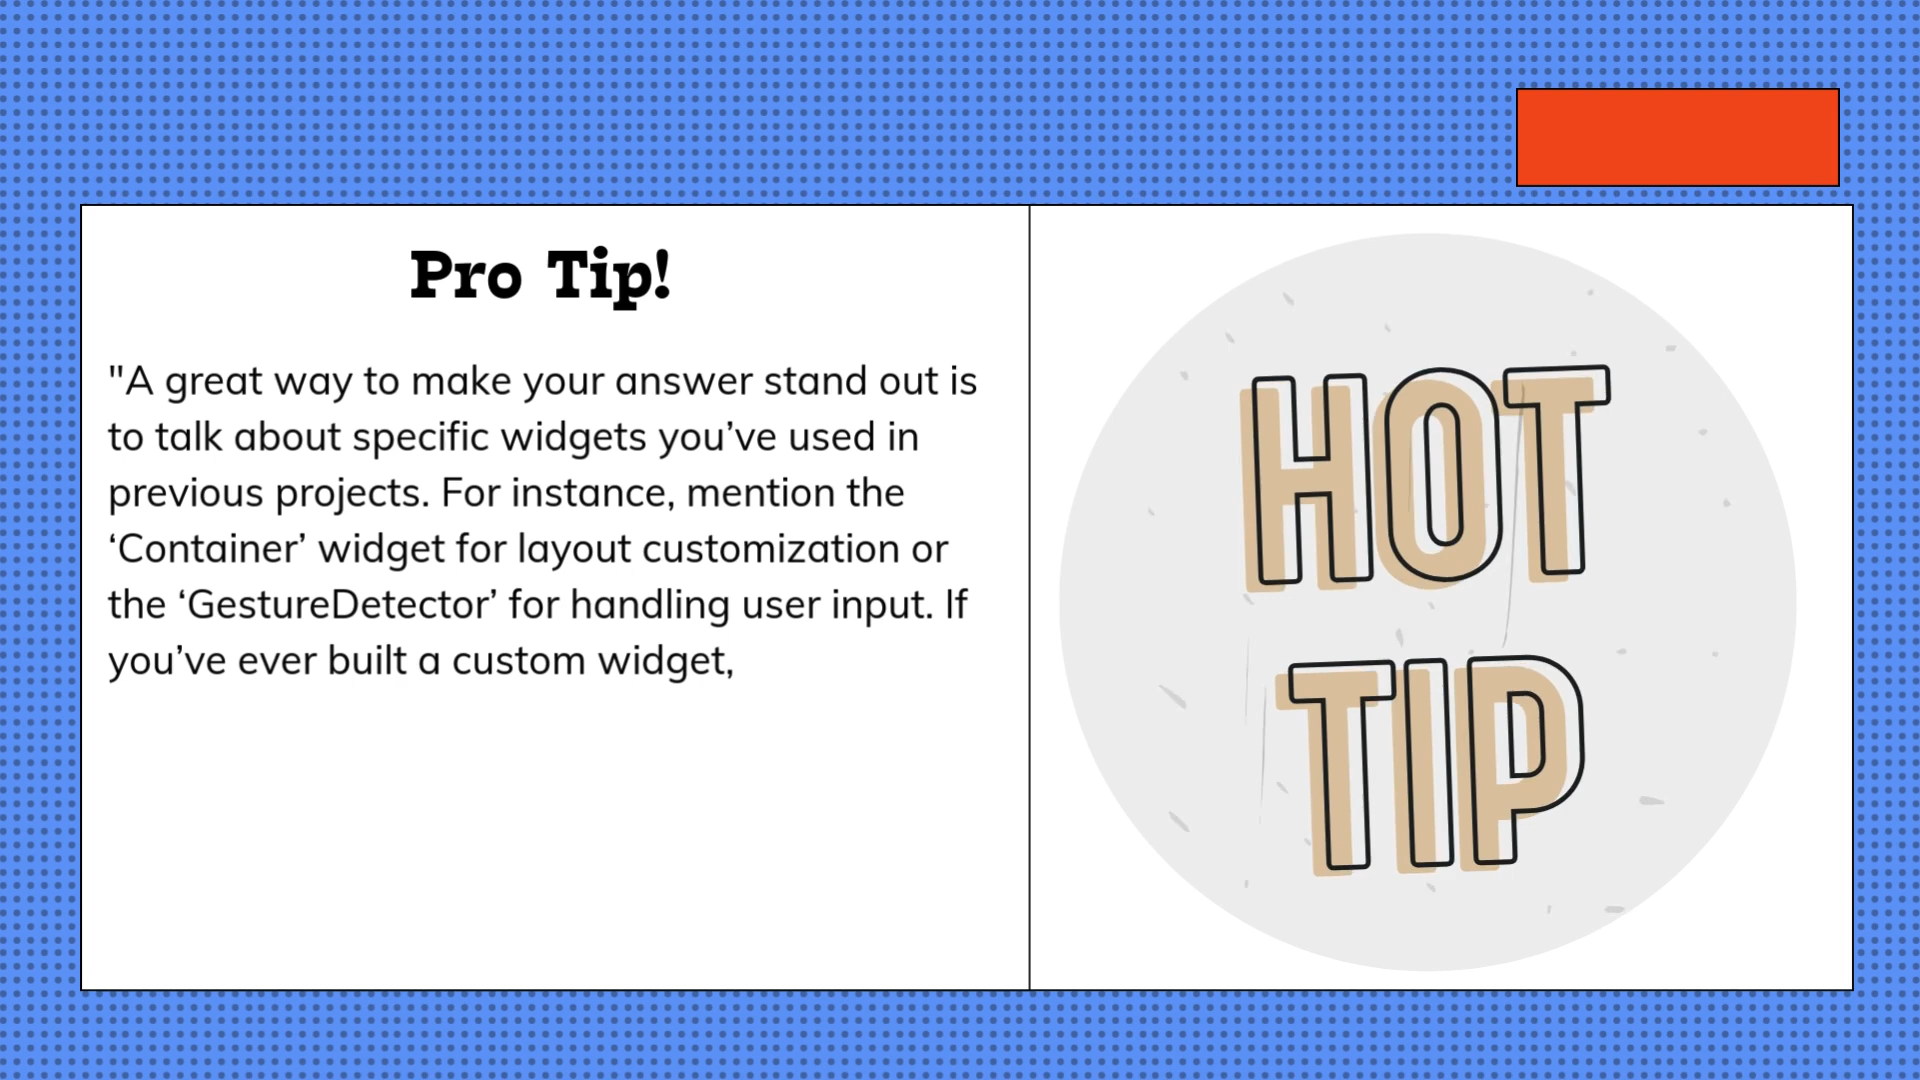 Pro Tip!
"A great way to make your answer stand out is
to talk about specific widgets you’ve used in
previous projects. For instance, mention the
‘Container’ widget for layout customization or
the ‘GestureDetector’ for handling user input. If
you’ve ever built a custom widget,
HOT
TIP